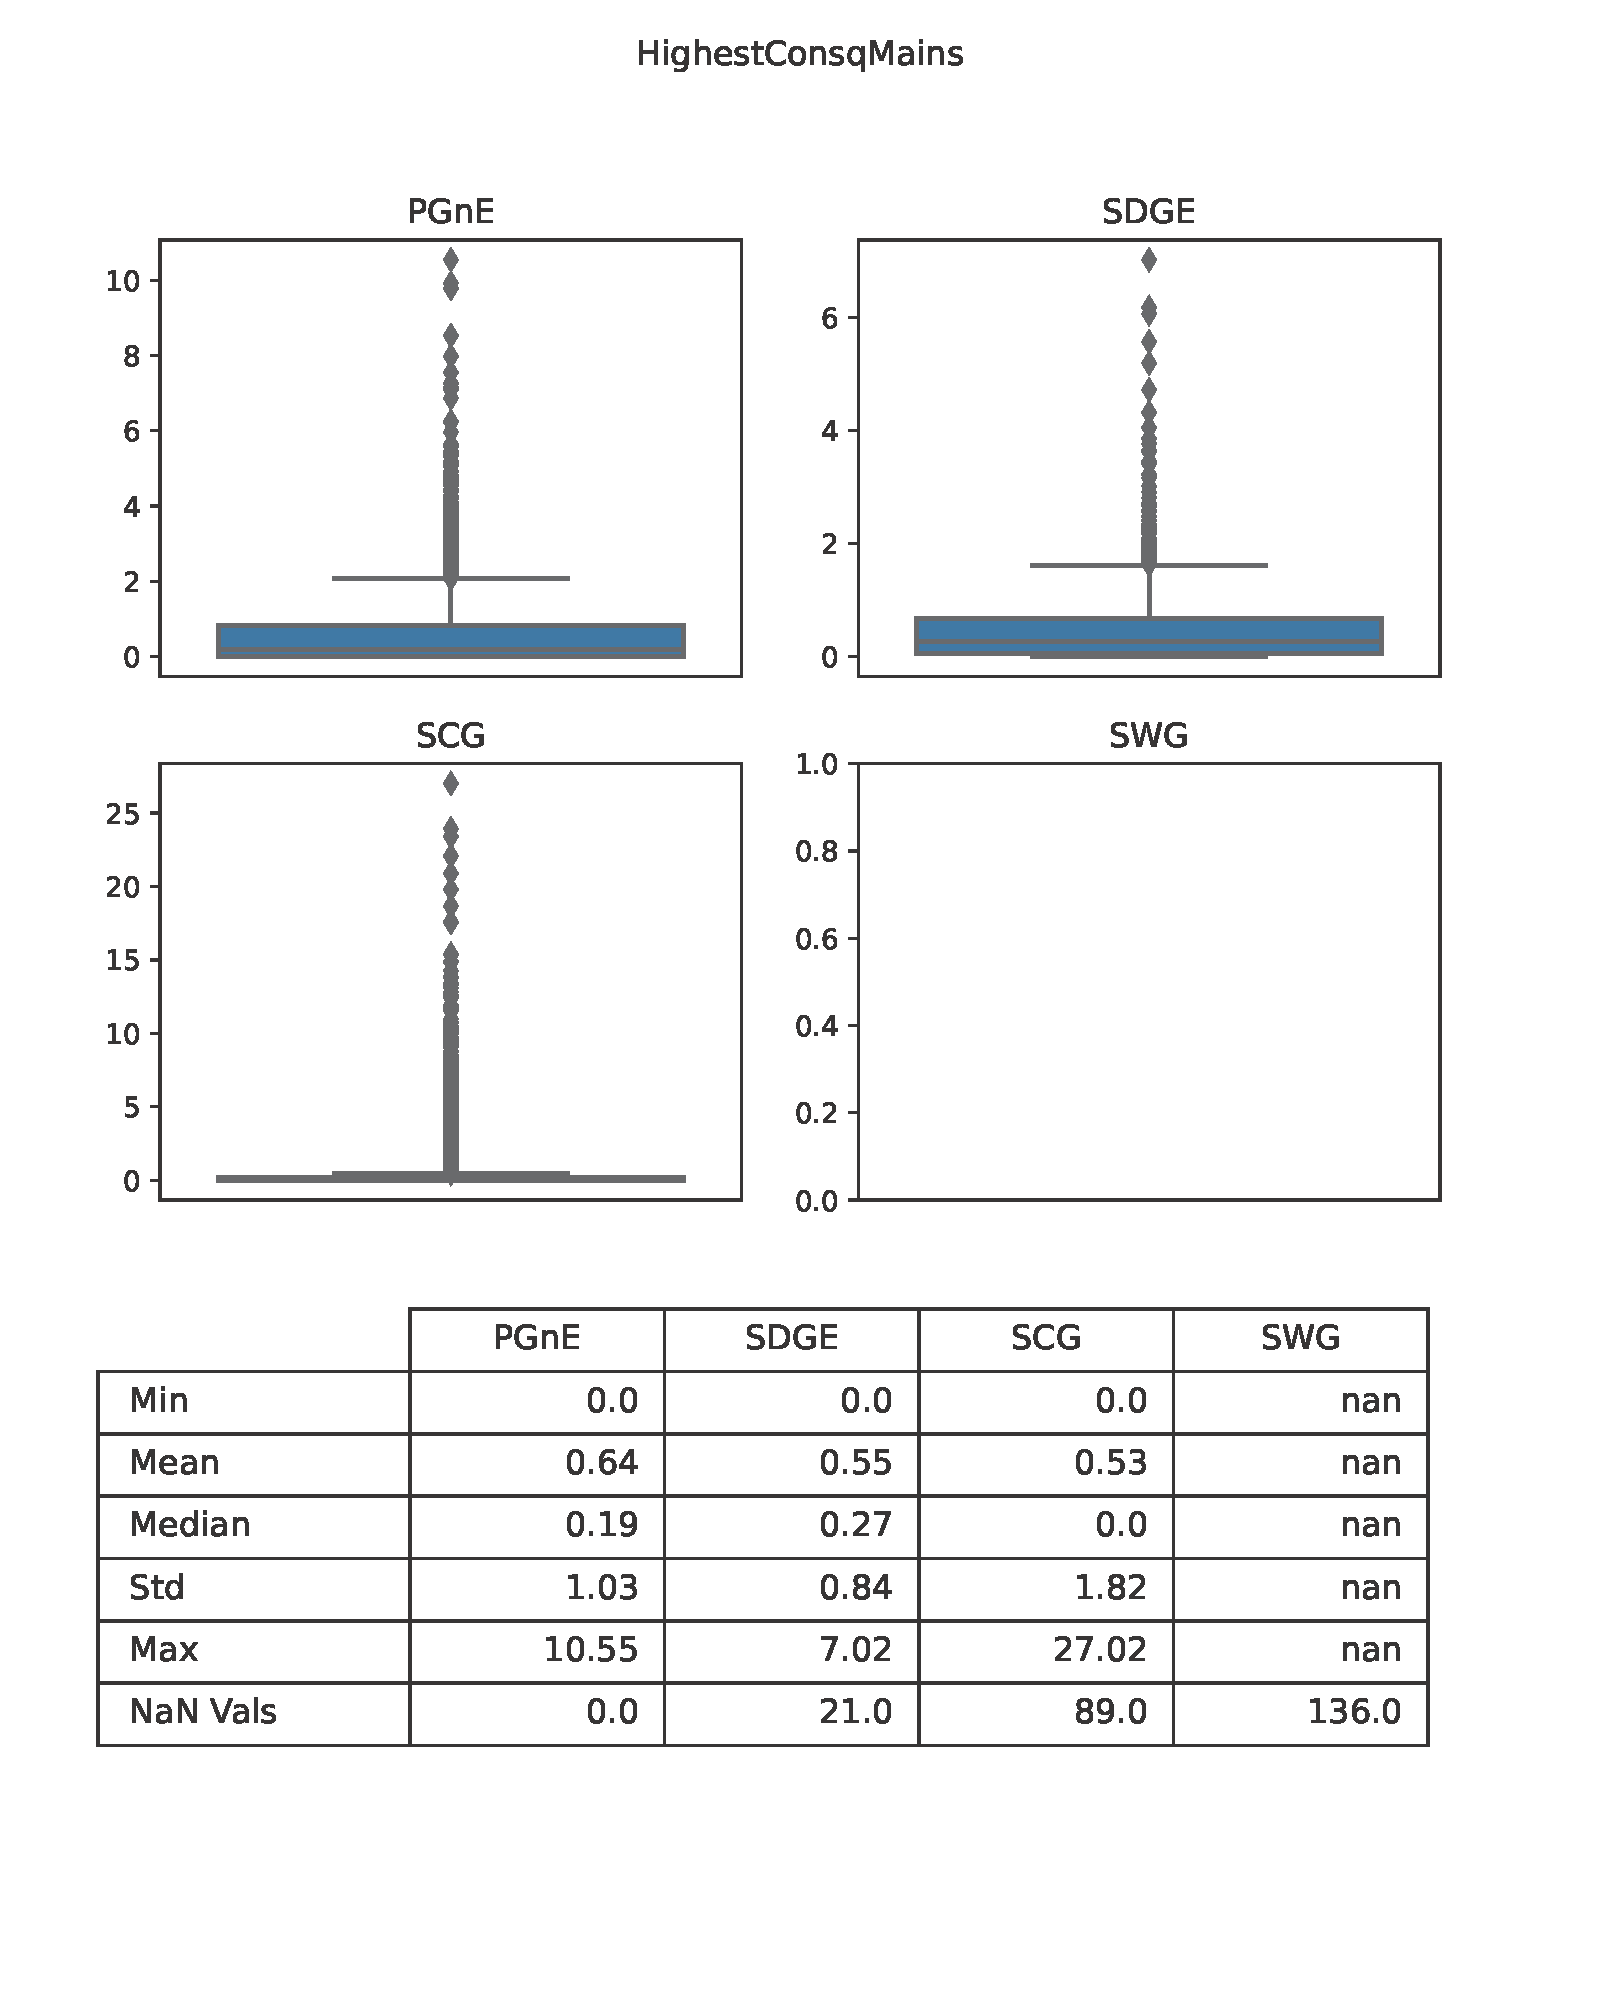 HighestConsqMains
PGnE
10
8
6
4
2
0
SDGE
6
4
2
0
SCG
25
20
15
10
5
0
SWG
1.0
0.8
0.6
0.4
0.2
0.0
PGnE SDGE SCG SWG
Min 0.0 0.0 0.0 nan
Mean 0.64 0.55 0.53 nan
Median 0.19 0.27 0.0 nan
Std 1.03 0.84 1.82 nan
Max 10.55 7.02 27.02 nan
NaN Vals 0.0 21.0 89.0 136.0